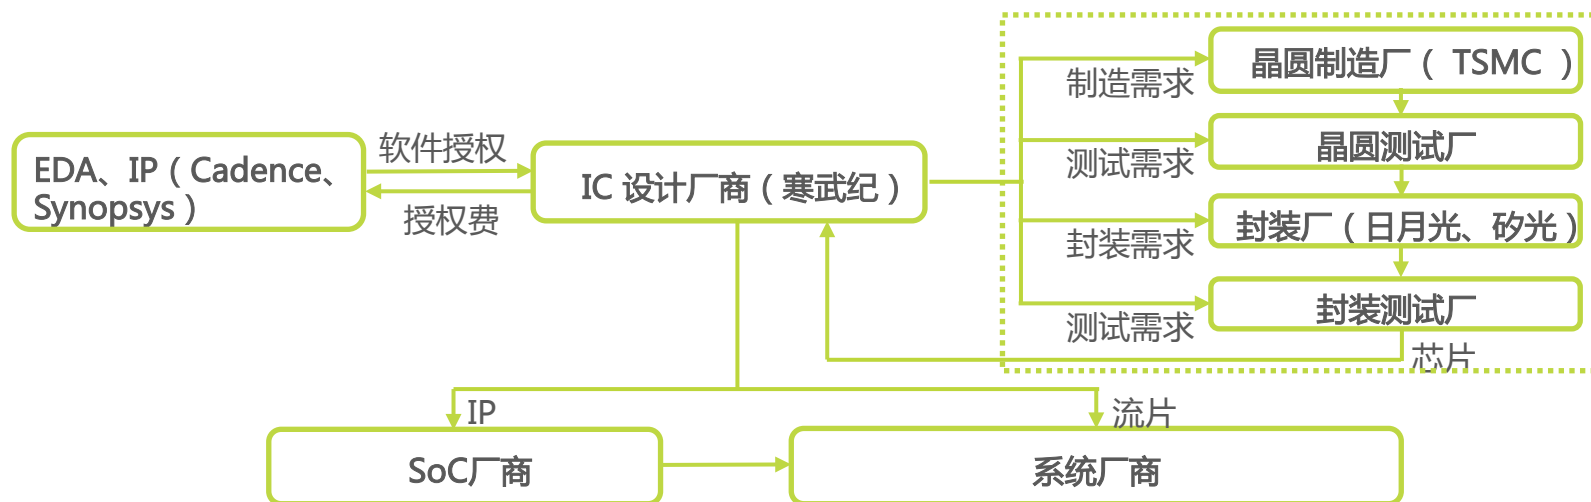 晶圆制造厂（ TSMC ）
制造需求
软件授权
晶圆测试厂
测试需求
EDA、IP（Cadence、
Synopsys）
IC 设计厂商（寒武纪）
授权费
封装厂（日月光、矽光）
封装需求
封装测试厂
测试需求
芯片
IP
流片
SoC厂商
系统厂商